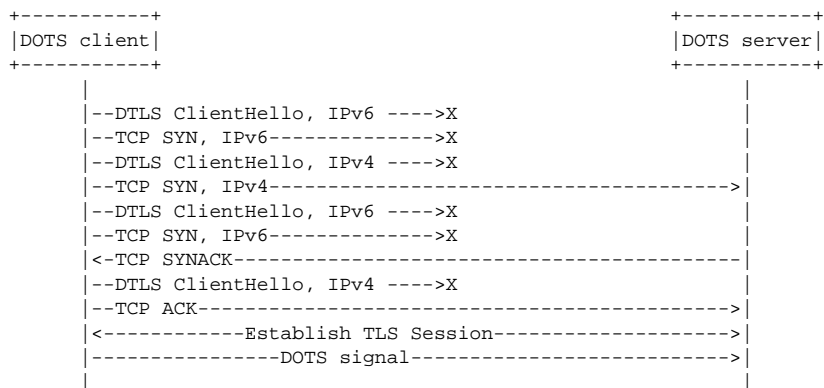 +-----------+                                     +-----------+
|DOTS client|                                     |DOTS server|
+-----------+                                     +-----------+
      |                                                 |
      |--DTLS ClientHello, IPv6 ---->X                  |
      |--TCP SYN, IPv6-------------->X                  |
      |--DTLS ClientHello, IPv4 ---->X                  |
      |--TCP SYN, IPv4--------------------------------------->|
      |--DTLS ClientHello, IPv6 ---->X                  |
      |--TCP SYN, IPv6-------------->X                  |
      |<-TCP SYNACK-------------------------------------------|
      |--DTLS ClientHello, IPv4 ---->X                  |
      |--TCP ACK--------------------------------------------->|
      |<------------Establish TLS Session-------------------->|
      |----------------DOTS signal--------------------------->|
      |                                                 |